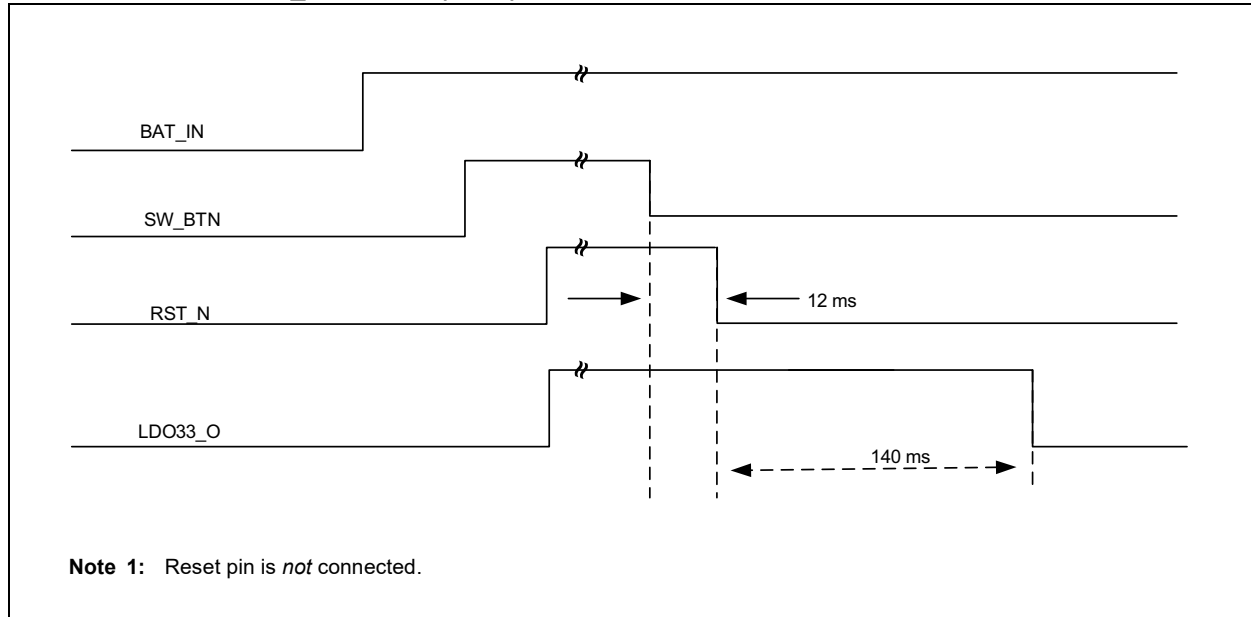 BAT_IN
SW_BTN
RST_N
12 ms
LDO33_O
140 ms
Note 1: Reset pin is not connected.